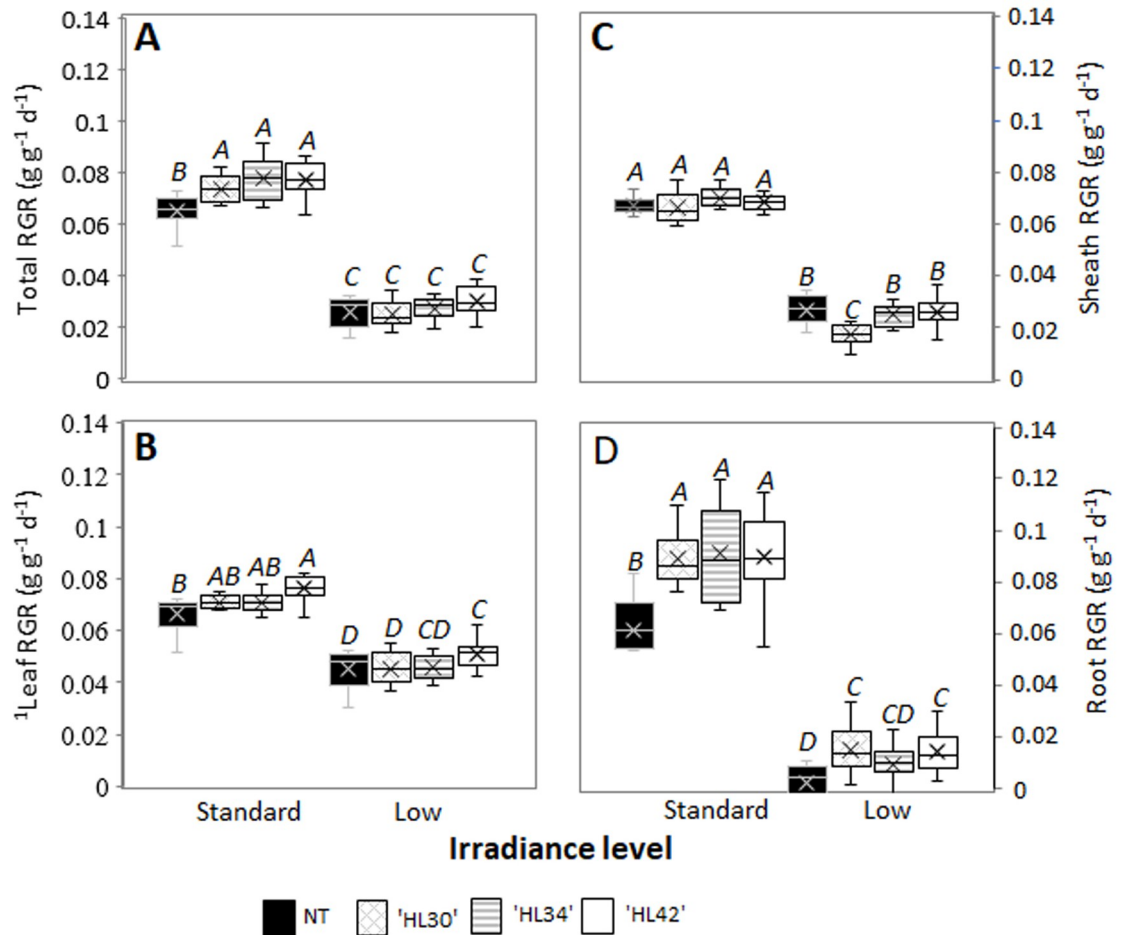 A
Total RGR (g g⁻¹ d⁻¹)
0.14
0.12
0.1
0.08
0.06
0.04
0.02
0
B
A
A
A
C
C
C
C
C
Sheath RGR (g g⁻¹ d⁻¹)
0.14
0.12
0.1
0.08
0.06
0.04
0.02
0
A
A
A
A
B
C
B
B
B
¹Leaf RGR (g g⁻¹ d⁻¹)
0.14
0.12
0.1
0.08
0.06
0.04
0.02
0
B
AB
AB
A
D
D
CD
C
Standard Low
D
Root RGR (g g⁻¹ d⁻¹)
0.14
0.12
0.1
0.08
0.06
0.04
0.02
0
B
A
A
A
D
C
CD
C
Standard Low
Irradiance level
NT 'HL30' 'HL34' 'HL42'